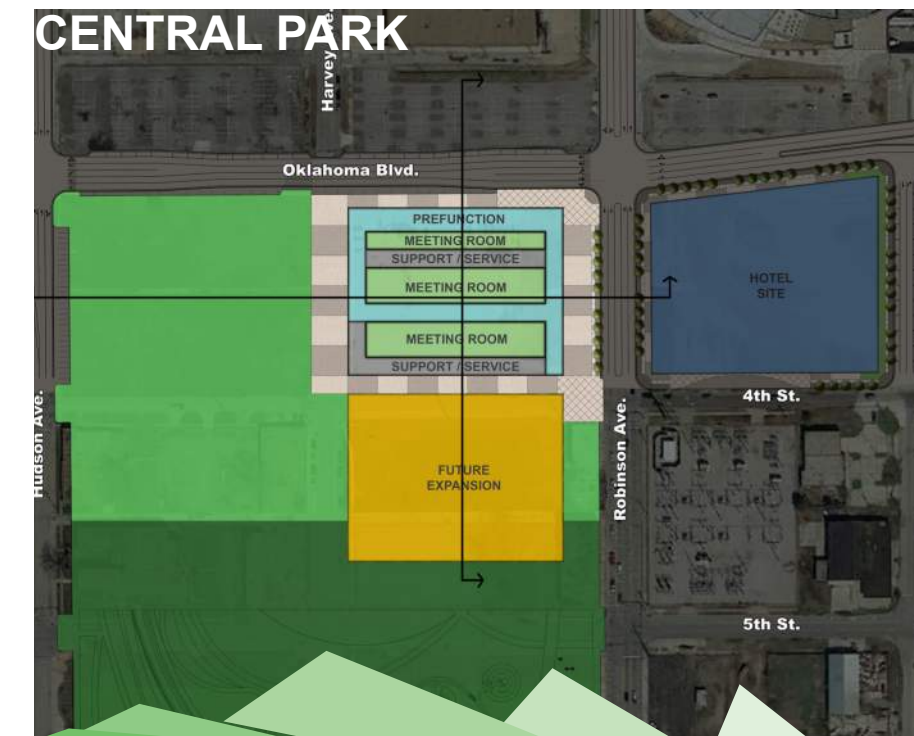 CENTRAL PARK
Harvey Ave.
Oklahoma Blvd.
PREFUNCTION
MEETING ROOM
SUPPORT / SERVICE
MEETING ROOM
HOTEL
SITE
MEETING ROOM
SUPPORT / SERVICE
4th St.
Hudson Ave.
Robinson Ave.
FUTURE
EXPANSION
5th St.